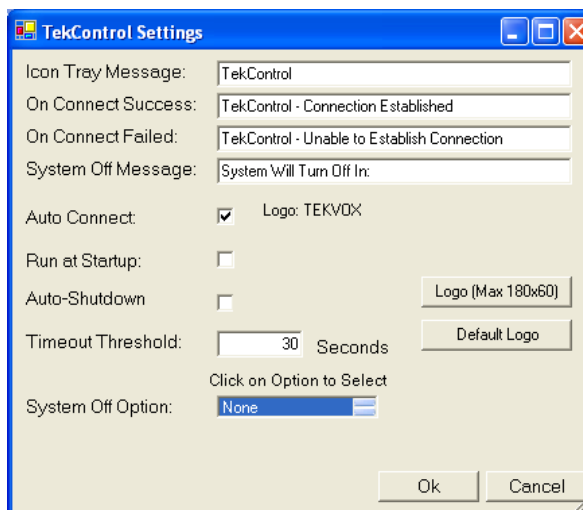 TekControl Settings
Icon Tray Message: TekControl
On Connect Success: TekControl - Connection Established
On Connect Failed: TekControl - Unable to Establish Connection
System Off Message: System Will Turn Off In:
Auto Connect: Logo: TEKVOX
Run at Startup:
Auto-Shutdown Logo (Max 180x60)
Timeout Threshold: 30 Seconds Default Logo
Click on Option to Select
System Off Option: None
Ok Cancel